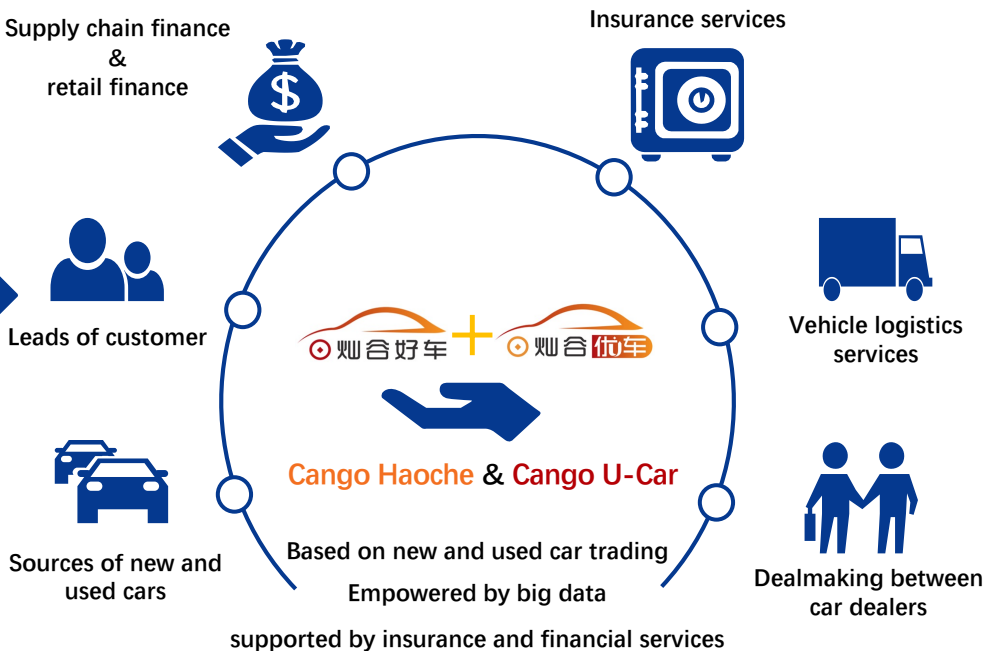 Supply chain finance
&
retail finance
Insurance services
Leads of customer
Vehicle logistics
services
灿谷好车
灿谷优车
Cango Haoche & Cango U-Car
Sources of new and
used cars
Dealmaking between
car dealers
Based on new and used car trading
Empowered by big data
supported by insurance and financial services